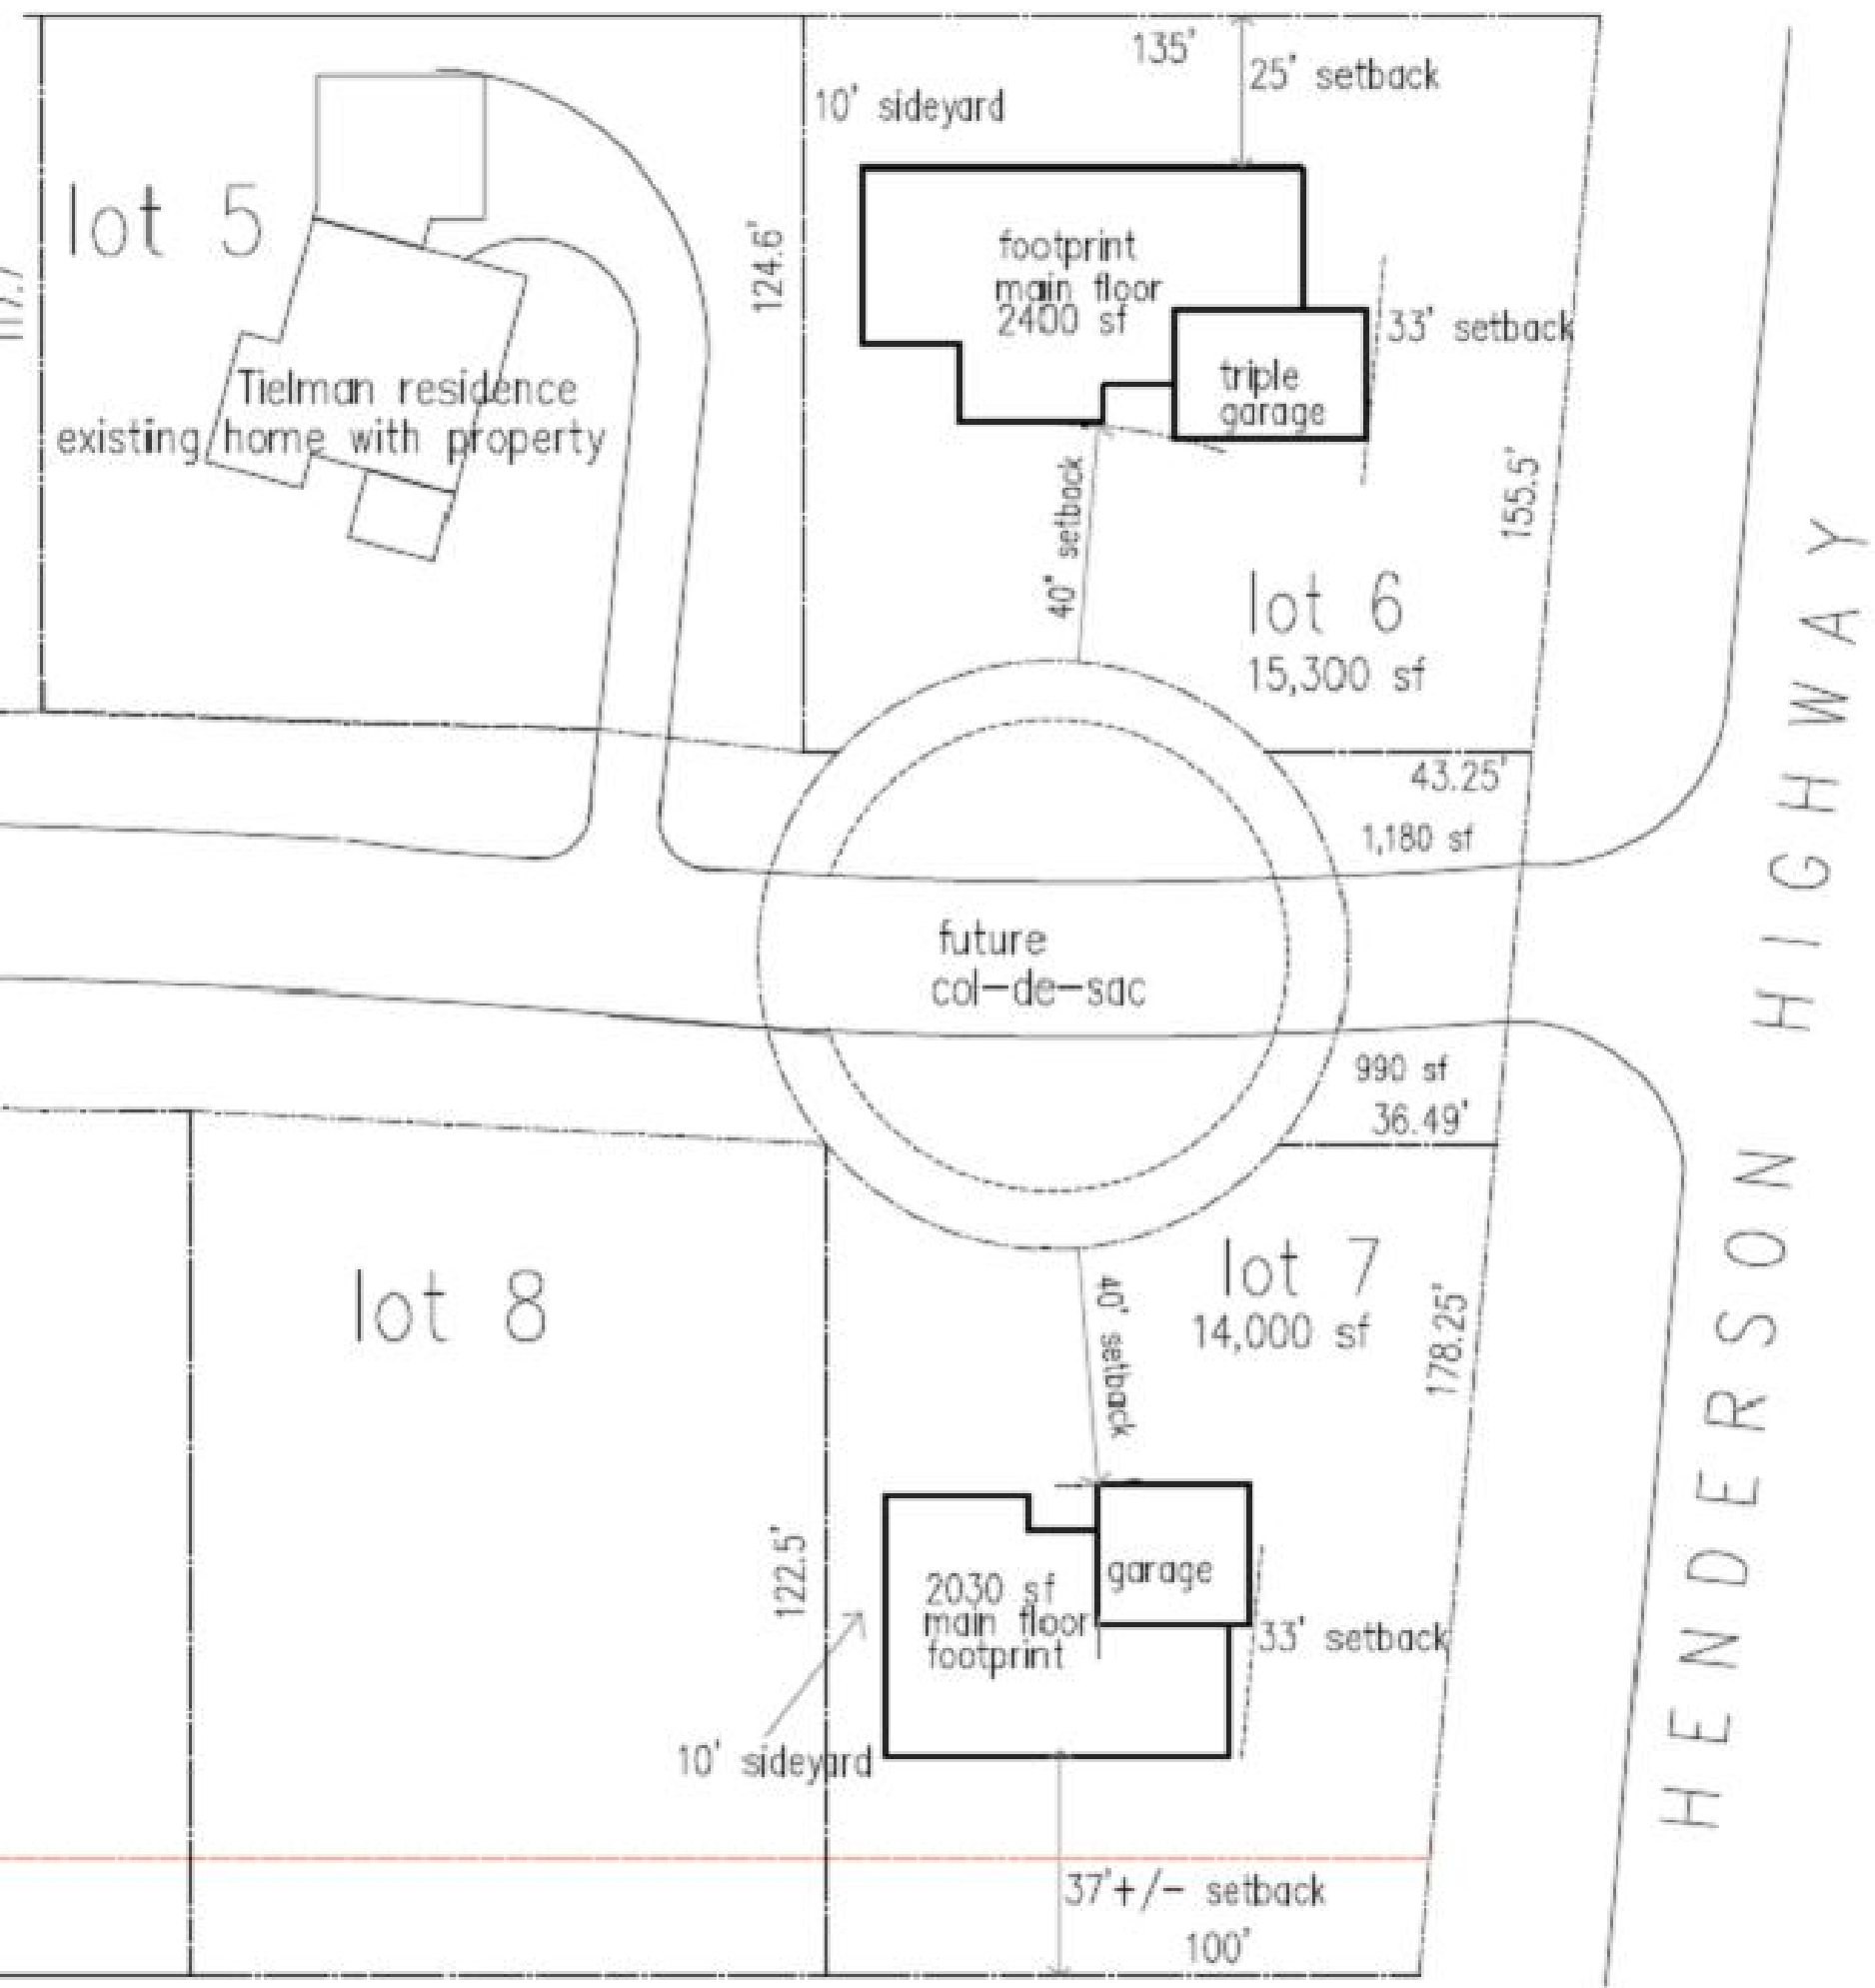 135'
25' setback
10' sideyard
lot 5
124.6'
footprint
main floor
2400 sf
33' setback
triple
garage
Tielman residence
existing home with property
40" setback
155.5'
lot 6
15,300 sf
43.25'
1,180 sf
future
col-de-sac
990 sf
36.49'
HENDERSON HIGHWAY
lot 7
14,000 sf
lot 8
40' setback
178.25'
122.5'
garage
2030 sf
main floor
footprint
33' setback
10' sideyard
37'+/- setback
100'